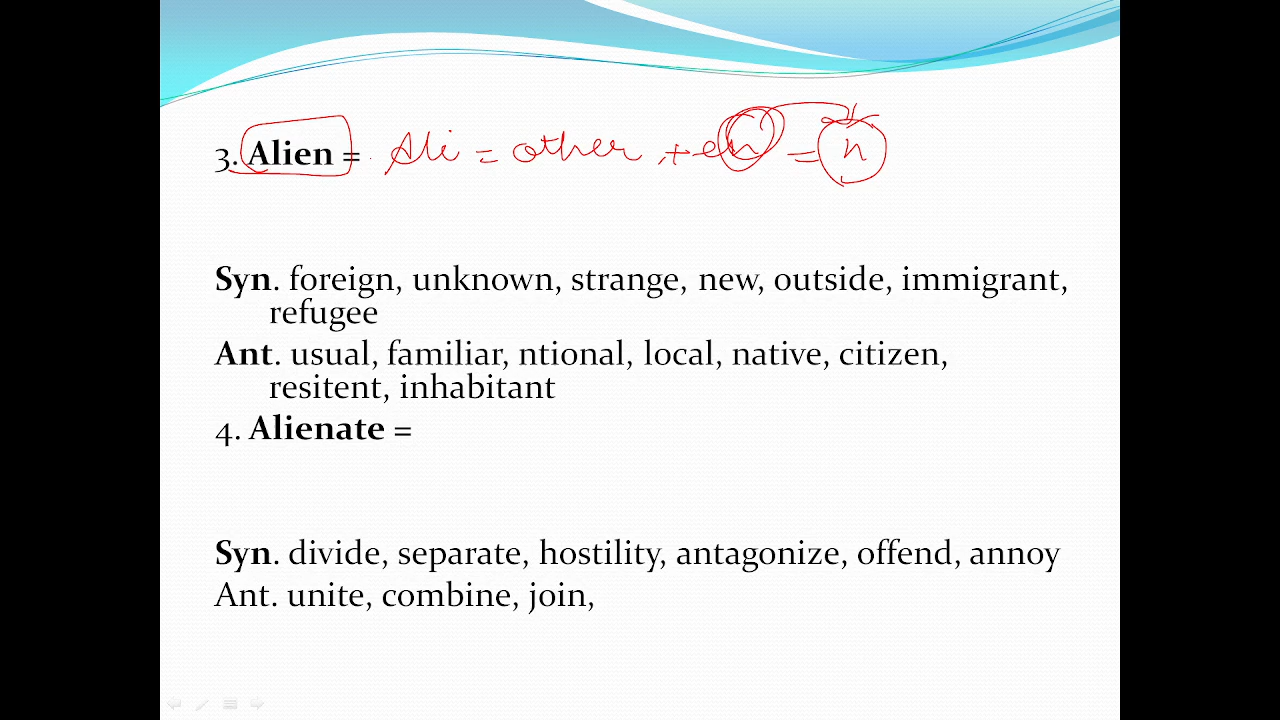 3. Alien = Ali = other + en = n
Syn. foreign, unknown, strange, new, outside, immigrant,
refugee
Ant. usual, familiar, ntional, local, native, citizen,
resitent, inhabitant
4. Alienate =
Syn. divide, separate, hostility, antagonize, offend, annoy
Ant. unite, combine, join,